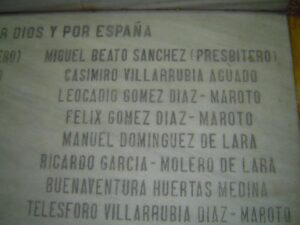 R DIOS Y POR ESPAÑA
ERO) MIGUEL BEATO SANCHEZ (PRESBITERO)
CASIMIRO VILLARRUBIA AGUADO
LEOCADIO GOMEZ DIAZ - MAROTO
FELIX GOMEZ DIAZ - MAROTO
MANUEL DOMINGUEZ DE LARA
RICARDO GARCIA - MOLERO DE LARA
BUENAVENTURA HUERTAS MEDINA
TELESFORO VILLARRUBIA DIAZ - MAROTO